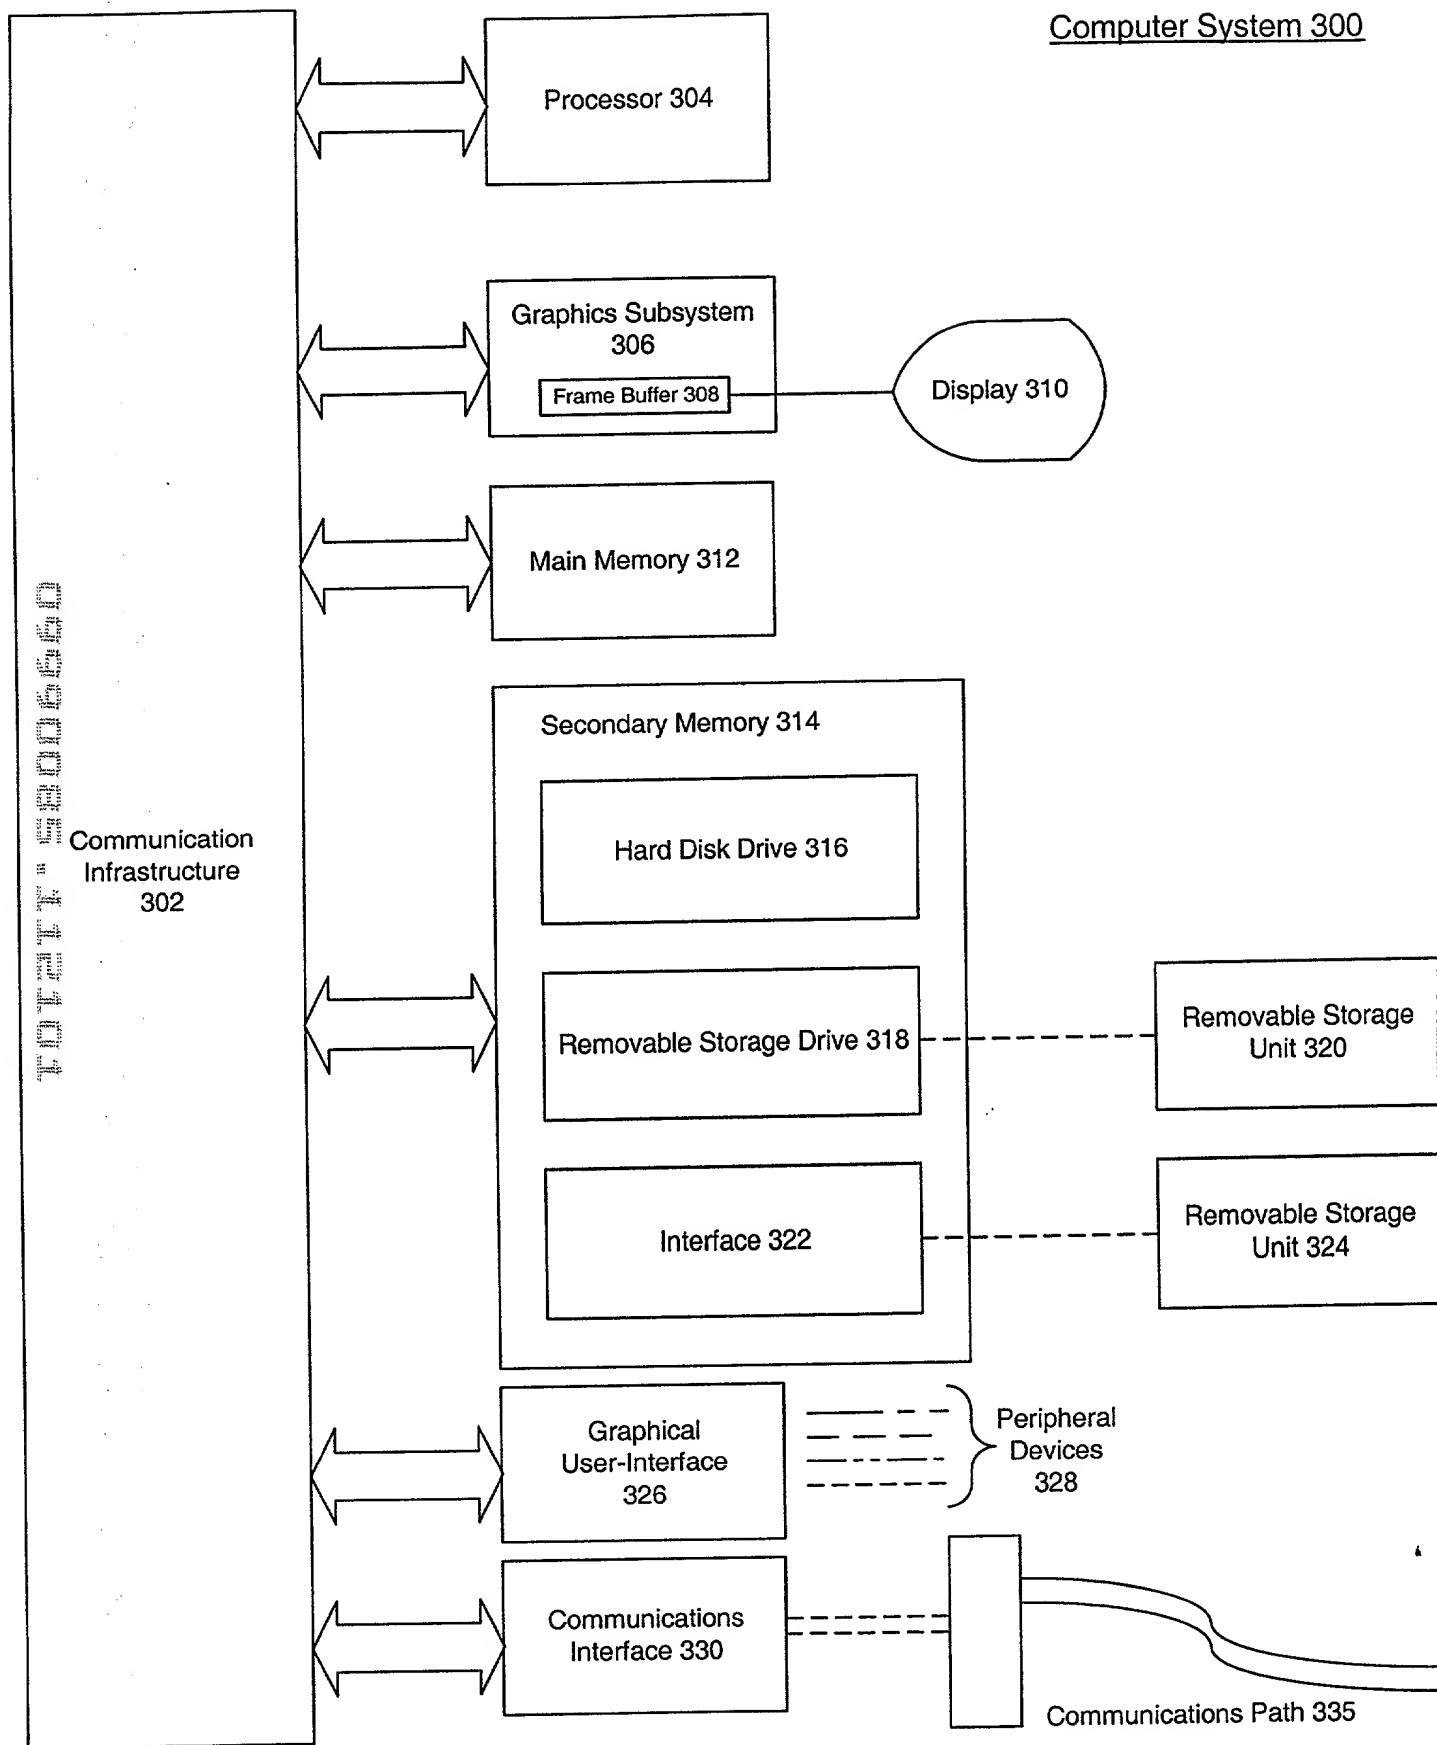 Computer System 300
Processor 304
Graphics Subsystem
306
Frame Buffer 308
Display 310
Main Memory 312
Secondary Memory 314
Hard Disk Drive 316
Communication
Infrastructure
302
Removable Storage Drive 318
Removable Storage
Unit 320
Interface 322
Removable Storage
Unit 324
Graphical
User-Interface
326
Peripheral
Devices
328
Communications
Interface 330
Communications Path 335
09990085.112101